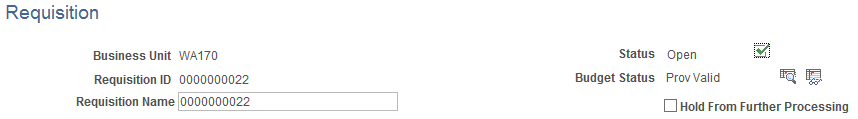 Requisition
Business Unit WA170
Status Open
Requisition ID 0000000022
Budget Status Prov Valid
Requisition Name 0000000022
Hold From Further Processing